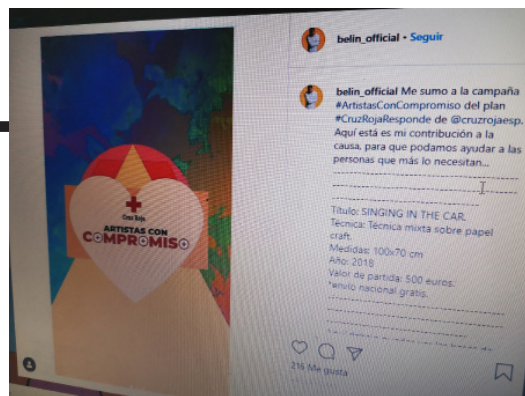 Cruz Roja
ARTISTAS CON
COMPROMISO
belin_official • Seguir
belin_official Me sumo a la campaña
#ArtistasConCompromiso del plan
#CruzRojaResponde de @cruzrojaesp.
Aquí está es mi contribución a la
causa, para que podamos ayudar a las
personas que más lo necesitan...
--------------------------------
--------------------------------
--------------------------
Título: SINGING IN THE CAR.
Técnica: Técnica mixta sobre papel
craft.
Medidas: 100x70 cm
Año: 2018
Valor de partida: 500 euros.
*envío nacional gratis.
--------------------------------
--------------------------------
--------------------------
216 Me gusta